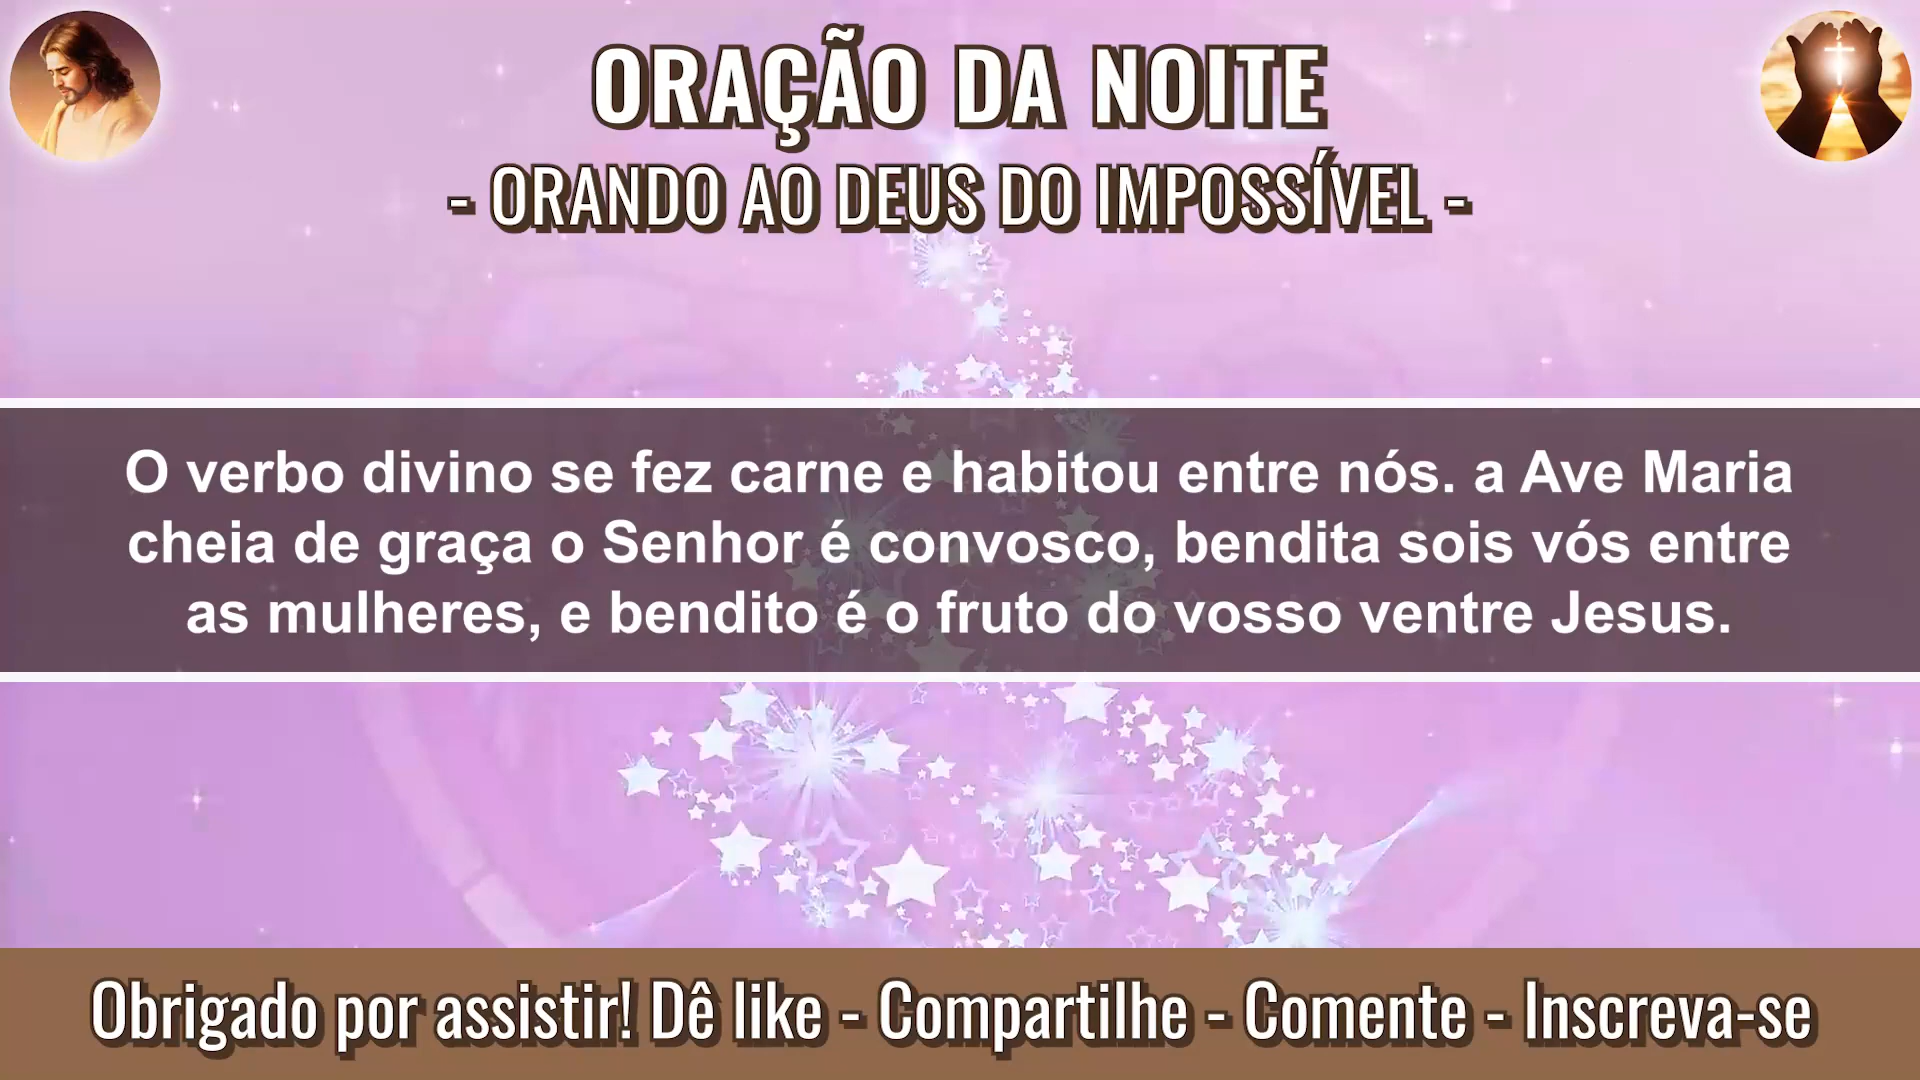 ORAÇÃO DA NOITE
- ORANDO AO DEUS DO IMPOSSÍVEL -
O verbo divino se fez carne e habitou entre nós. a Ave Maria
cheia de graça o Senhor é convosco, bendita sois vós entre
as mulheres, e bendito é o fruto do vosso ventre Jesus.
Obrigado por assistir! Dê like - Compartilhe - Comente - Inscreva-se